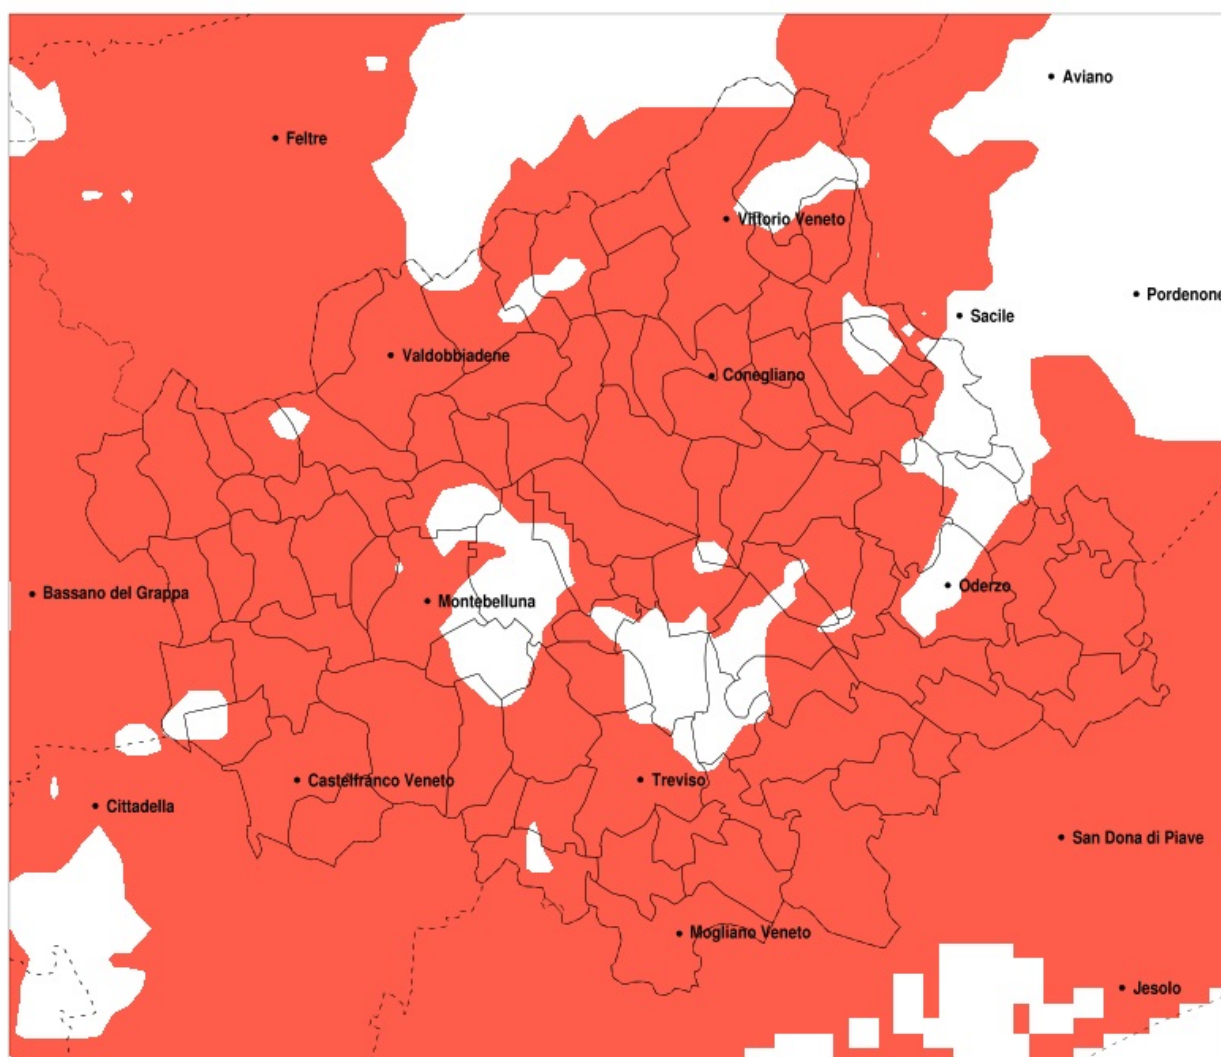 Aviano
Feltre
Vittorio Veneto
Pordenone
Sacile
Valdobbiadene
Conegliano
Bassano del Grappa
Oderzo
Montebelluna
Castelfranco Veneto
Treviso
Cittadella
San Dona di Piave
Mogliano Veneto
Jesolo